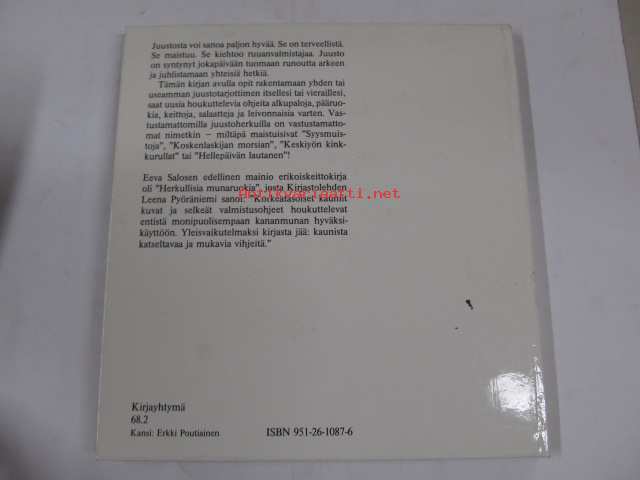 Juustosta voi sanoa paljon hyvää. Se on terveellistä.
Se maistuu. Se kiehtoo ruuanvalmistajaa. Juusto
on syntynyt jokapäivään tuomaan runoutta arkeen
ja juhlistamaan yhteisiä hetkiä.
Tämän kirjan avulla opit rakentamaan yhden tai
useamman juustotarjottimen itsellesi tai vieraillesi,
saat uusia houkuttelevia ohjeita alkupaloja, pääruo-
kia, keittoja, salaatteja ja leivonnaisia varten. Vas-
tustamattomilla juustoherkuilla on vastustamatto-
mat nimetkin – miltäpä maistuisivat "Syysmuis-
toja", "Koskenlaskijan morsian", "Keskiyön kink-
kurullat" tai "Hellepäivän lautanen"!
Eeva Salosen edellinen mainio erikoiskeittokirja
oli "Herkullisia munaruokia", josta Kirjastolehden
Leena Pyöräniemi sanoi: "Korkeatasoiset kauniit
kuvat ja selkeät valmistusohjeet houkuttelevat
entistä monipuolisempaan kananmunan hyväksi-
käyttöön. Yleisvaikutelmaksi kirjasta jää: kaunista
katseltavaa ja mukavia vihjeitä."
Antikvariaatti.net
Kirjayhtymä
68.2
Kansi: Erkki Poutiainen
ISBN 951-26-1087-6